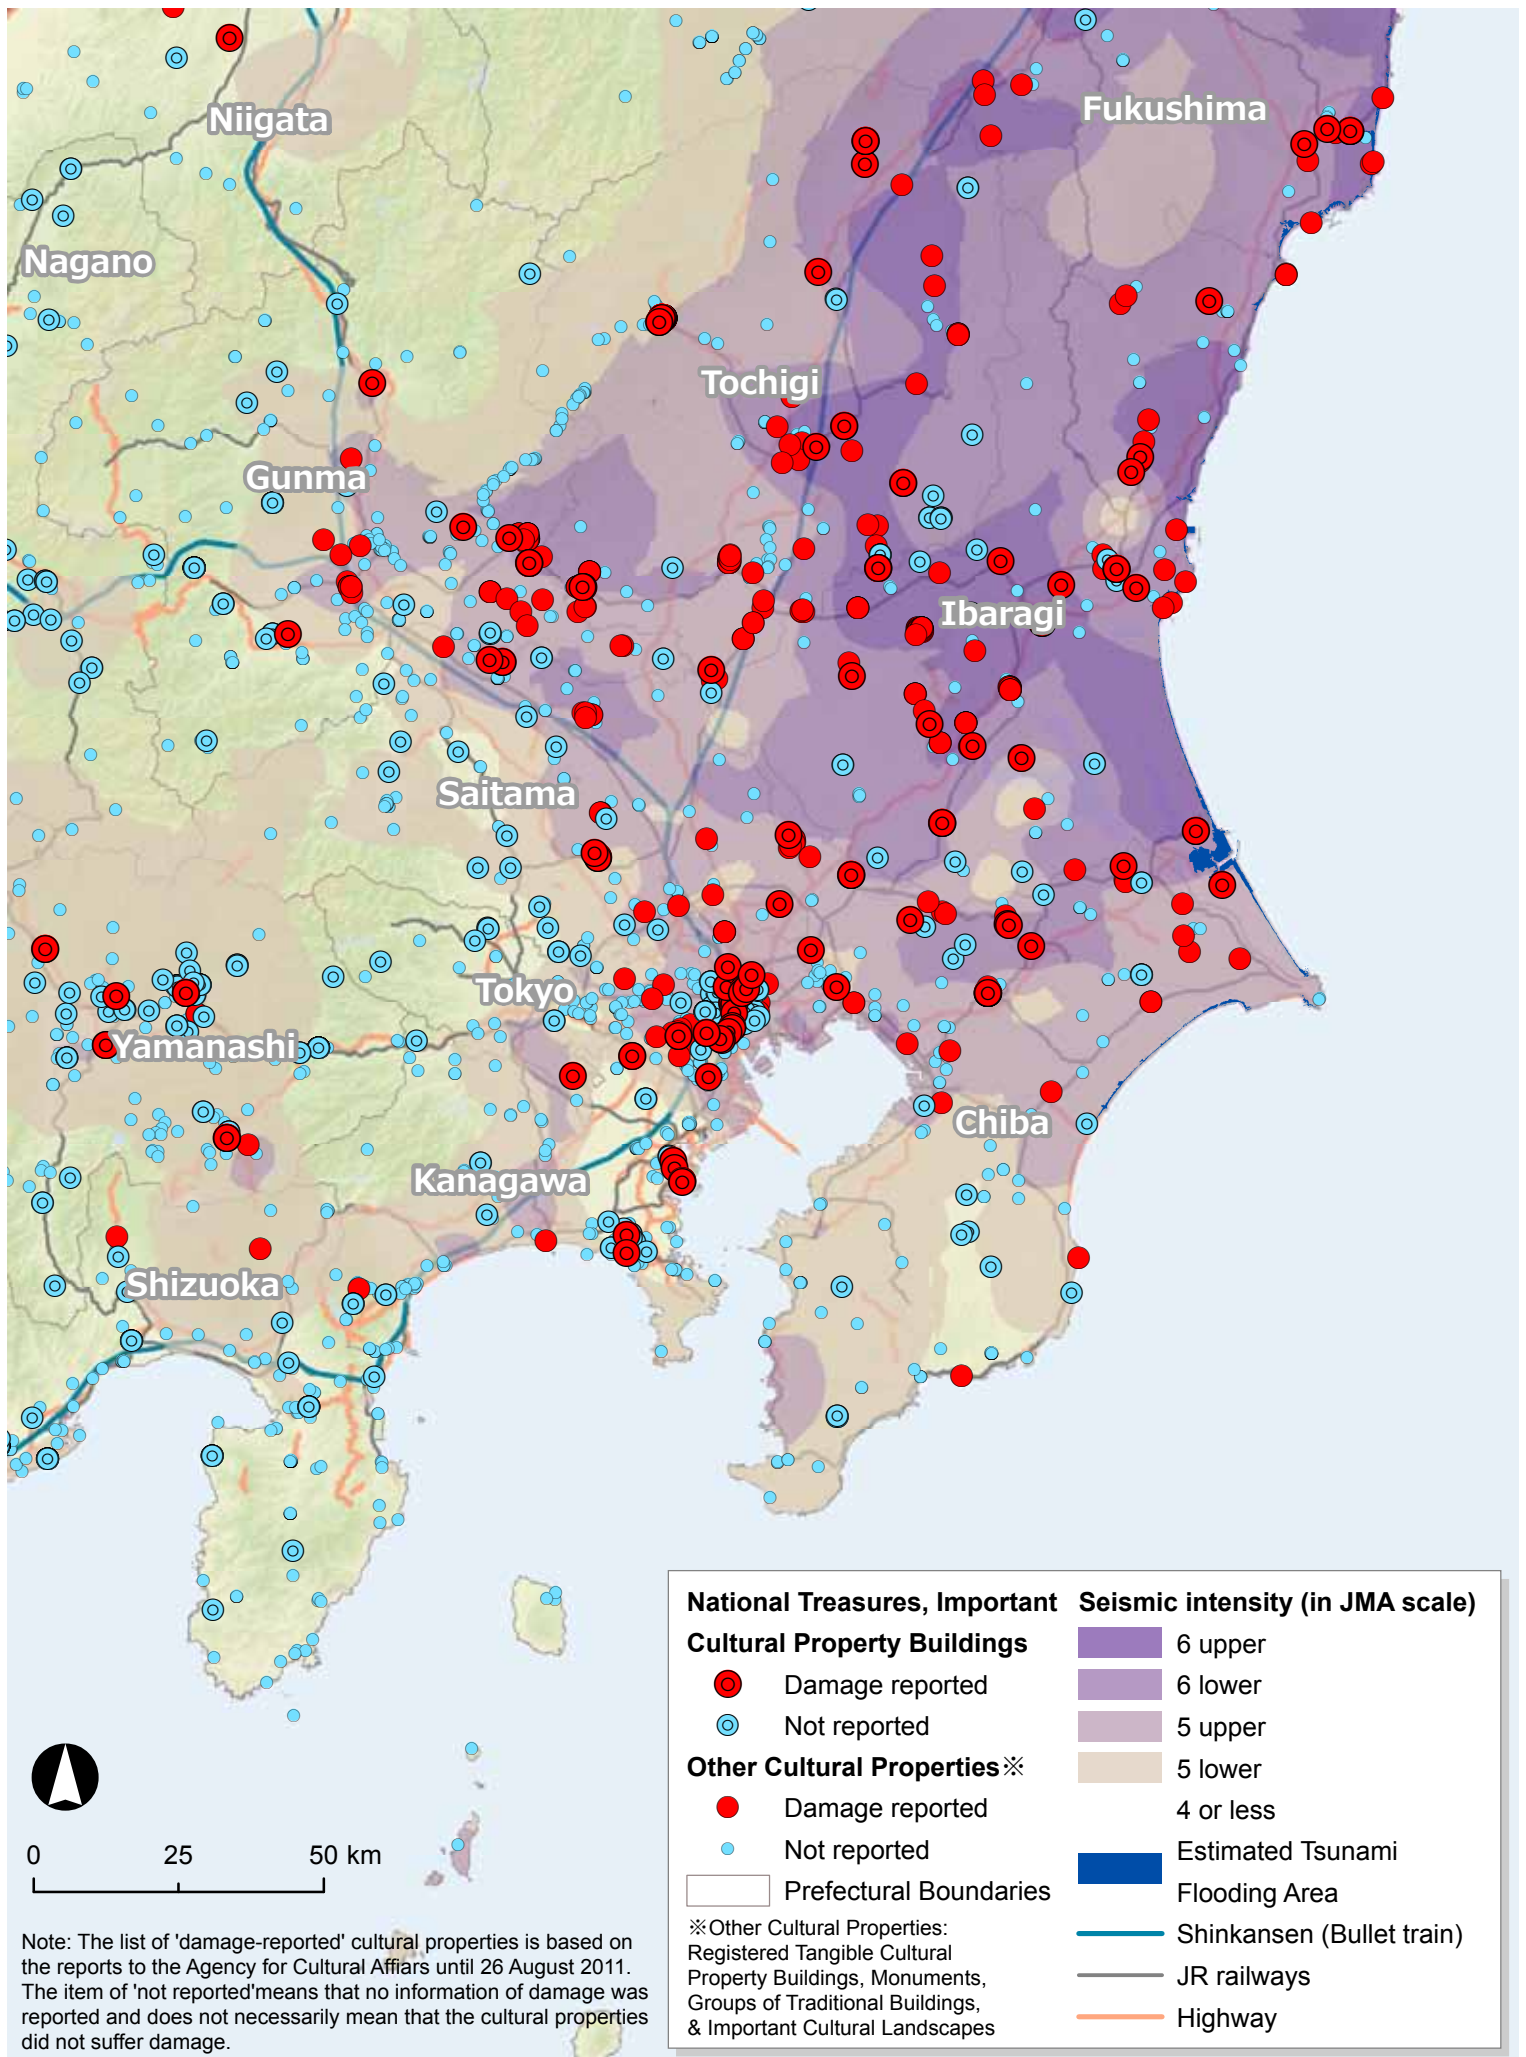 Niigata
Fukushima
Nagano
Tochigi
Gunma
Ibaragi
Saitama
Tokyo
Yamanashi
Chiba
Kanagawa
Shizuoka
National Treasures, Important
Cultural Property Buildings
Damage reported
Not reported
Other Cultural Properties※
Damage reported
Not reported
Prefectural Boundaries
※Other Cultural Properties:
Registered Tangible Cultural
Property Buildings, Monuments,
Groups of Traditional Buildings,
& Important Cultural Landscapes
Seismic intensity (in JMA scale)
6 upper
6 lower
5 upper
5 lower
4 or less
Estimated Tsunami
Flooding Area
Shinkansen (Bullet train)
JR railways
Highway
0 25 50 km
Note: The list of 'damage-reported' cultural properties is based on
the reports to the Agency for Cultural Affiars until 26 August 2011.
The item of 'not reported'means that no information of damage was
reported and does not necessarily mean that the cultural properties
did not suffer damage.